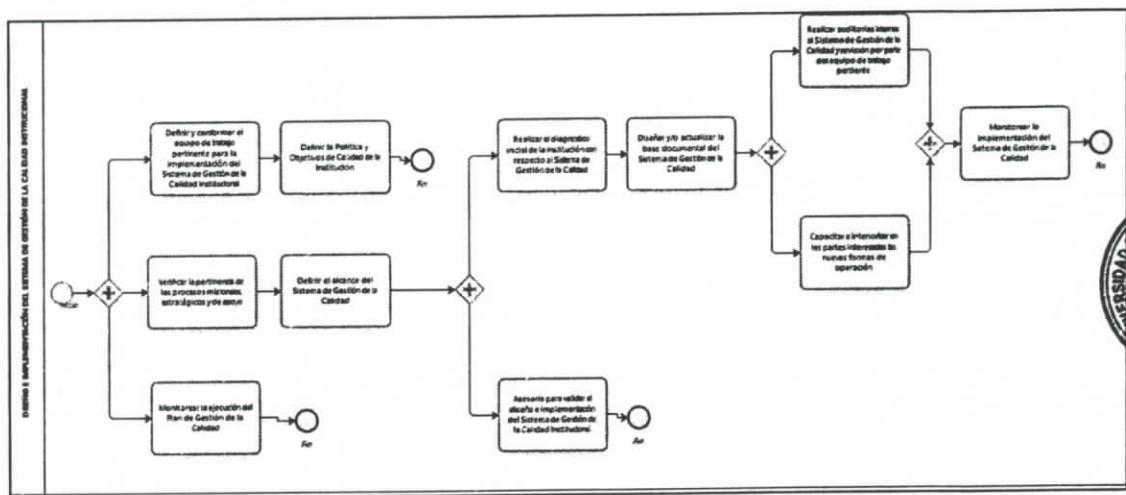 DISEÑO E IMPLEMENTACIÓN DEL SISTEMA DE GESTIÓN DE LA CALIDAD INSTITUCIONAL
Inicio
Definir y conformar el
equipo de trabajo
pertinente para la
implementación del
Sistema de Gestión de la
Calidad Institucional
Definir la Política y
Objetivos de Calidad de la
Institución
Fin
Verificar la pertinencia de
los procesos misionales,
estratégicos y de apoyo
Definir el alcance del
Sistema de Gestión de la
Calidad
Monitorear la ejecución del
Plan de Gestión de la
Calidad
Fin
Realizar el diagnóstico
inicial de la institución con
respecto al Sistema de
Gestión de la Calidad
Diseñar y/o actualizar la
base documental del
Sistema de Gestión de la
Calidad
Asesoría para validar el
diseño e implementación
del Sistema de Gestión de
la Calidad Institucional
Fin
Realizar auditorías internas
al Sistema de Gestión de la
Calidad y revisión por parte
del equipo de trabajo
pertinente
Capacitar e interiorizar en
las partes interesadas las
nuevas formas de
operación
Monitorear la
implementación del
Sistema de Gestión de la
Calidad
Fin